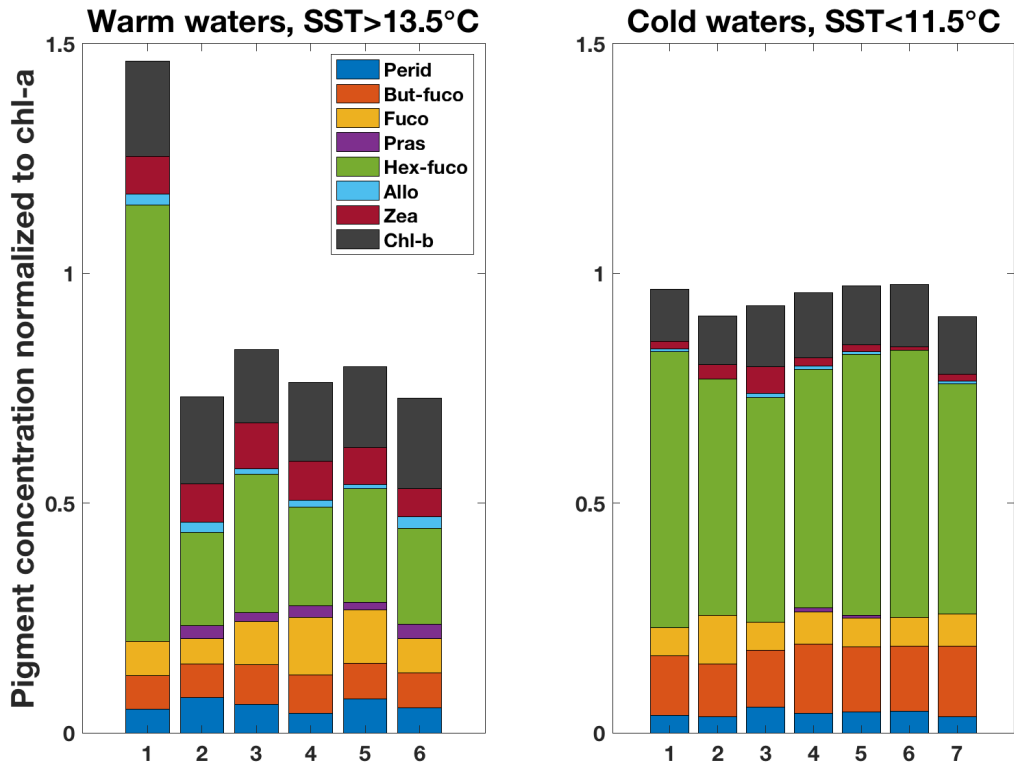 Warm waters, SST>13.5°C
Cold waters, SST<11.5°C
Pigment concentration normalized to chl-a
1.5
1
0.5
0
1 2 3 4 5 6
Perid
But-fuco
Fuco
Pras
Hex-fuco
Allo
Zea
Chl-b
1.5
1
0.5
0
1 2 3 4 5 6 7